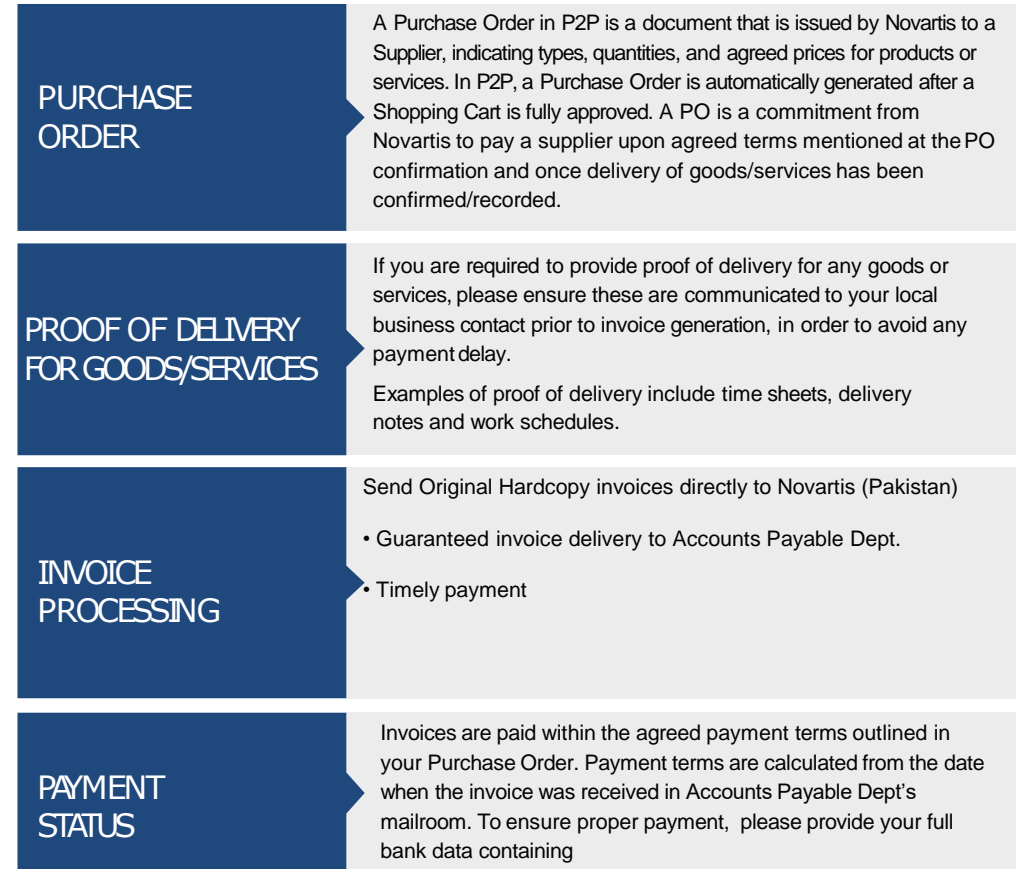 PURCHASE
ORDER
A Purchase Order in P2P is a document that is issued by Novartis to a
Supplier, indicating types, quantities, and agreed prices for products or
services. In P2P, a Purchase Order is automatically generated after a
Shopping Cart is fully approved. A PO is a commitment from
Novartis to pay a supplier upon agreed terms mentioned at the PO
confirmation and once delivery of goods/services has been
confirmed/recorded.
PROOF OF DELIVERY
FOR GOODS/SERVICES
If you are required to provide proof of delivery for any goods or
services, please ensure these are communicated to your local
business contact prior to invoice generation, in order to avoid any
payment delay.
Examples of proof of delivery include time sheets, delivery
notes and work schedules.
INVOICE
PROCESSING
Send Original Hardcopy invoices directly to Novartis (Pakistan)
• Guaranteed invoice delivery to Accounts Payable Dept.
• Timely payment
PAYMENT
STATUS
Invoices are paid within the agreed payment terms outlined in
your Purchase Order. Payment terms are calculated from the date
when the invoice was received in Accounts Payable Dept's
mailroom. To ensure proper payment, please provide your full
bank data containing